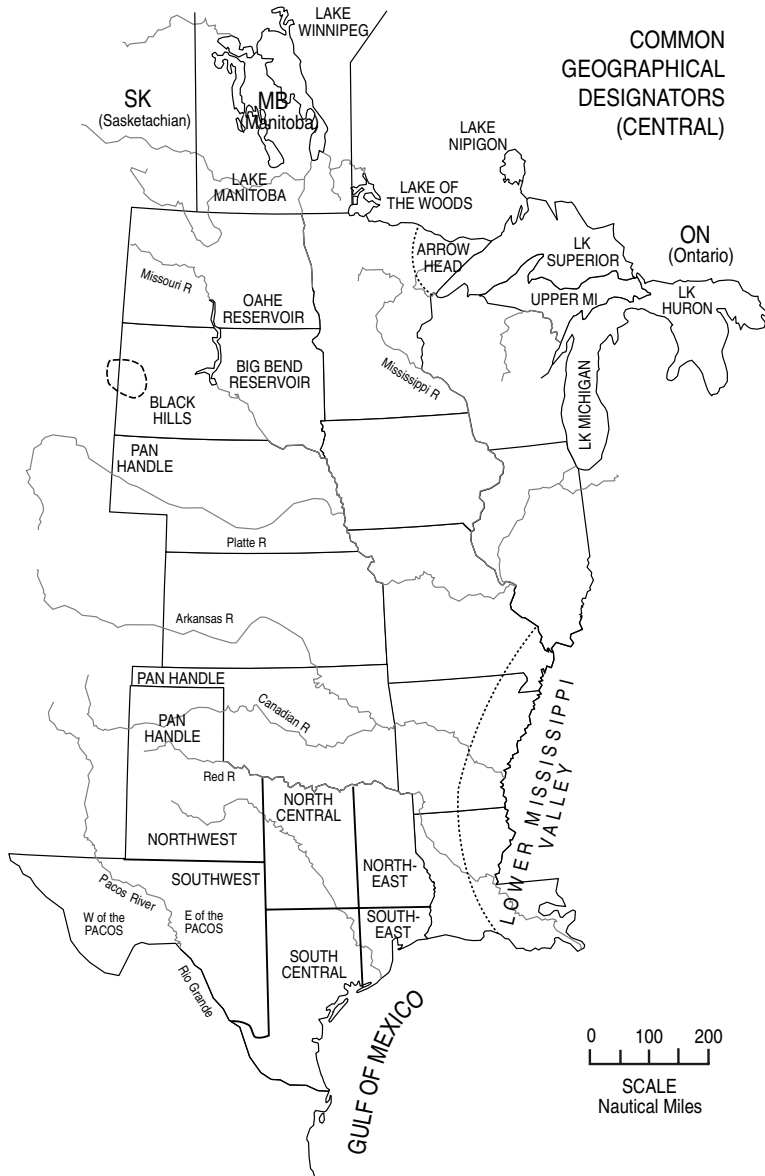 LAKE
WINNIPEG
COMMON
GEOGRAPHICAL
DESIGNATORS
(CENTRAL)
SK
(Sasketachian)
MB
(Manitoba)
LAKE
NIPIGON
LAKE
MANITOBA
LAKE OF
THE WOODS
ARROW
HEAD
LK
SUPERIOR
ON
(Ontario)
Missouri R
OAHE
RESERVOIR
UPPER MI
LK
HURON
BIG BEND
RESERVOIR
Mississippi R
BLACK
HILLS
LK MICHIGAN
PAN
HANDLE
Platte R
Arkansas R
PAN HANDLE
PAN
HANDLE
Canadian R
Red R
NORTH
CENTRAL
LOWER MISSISSIPPI
VALLEY
NORTHWEST
NORTH-
EAST
SOUTHWEST
Pacos River
W of the
PACOS
E of the
PACOS
SOUTH-
EAST
SOUTH
CENTRAL
Rio Grande
GULF OF MEXICO
0 100 200
SCALE
Nautical Miles